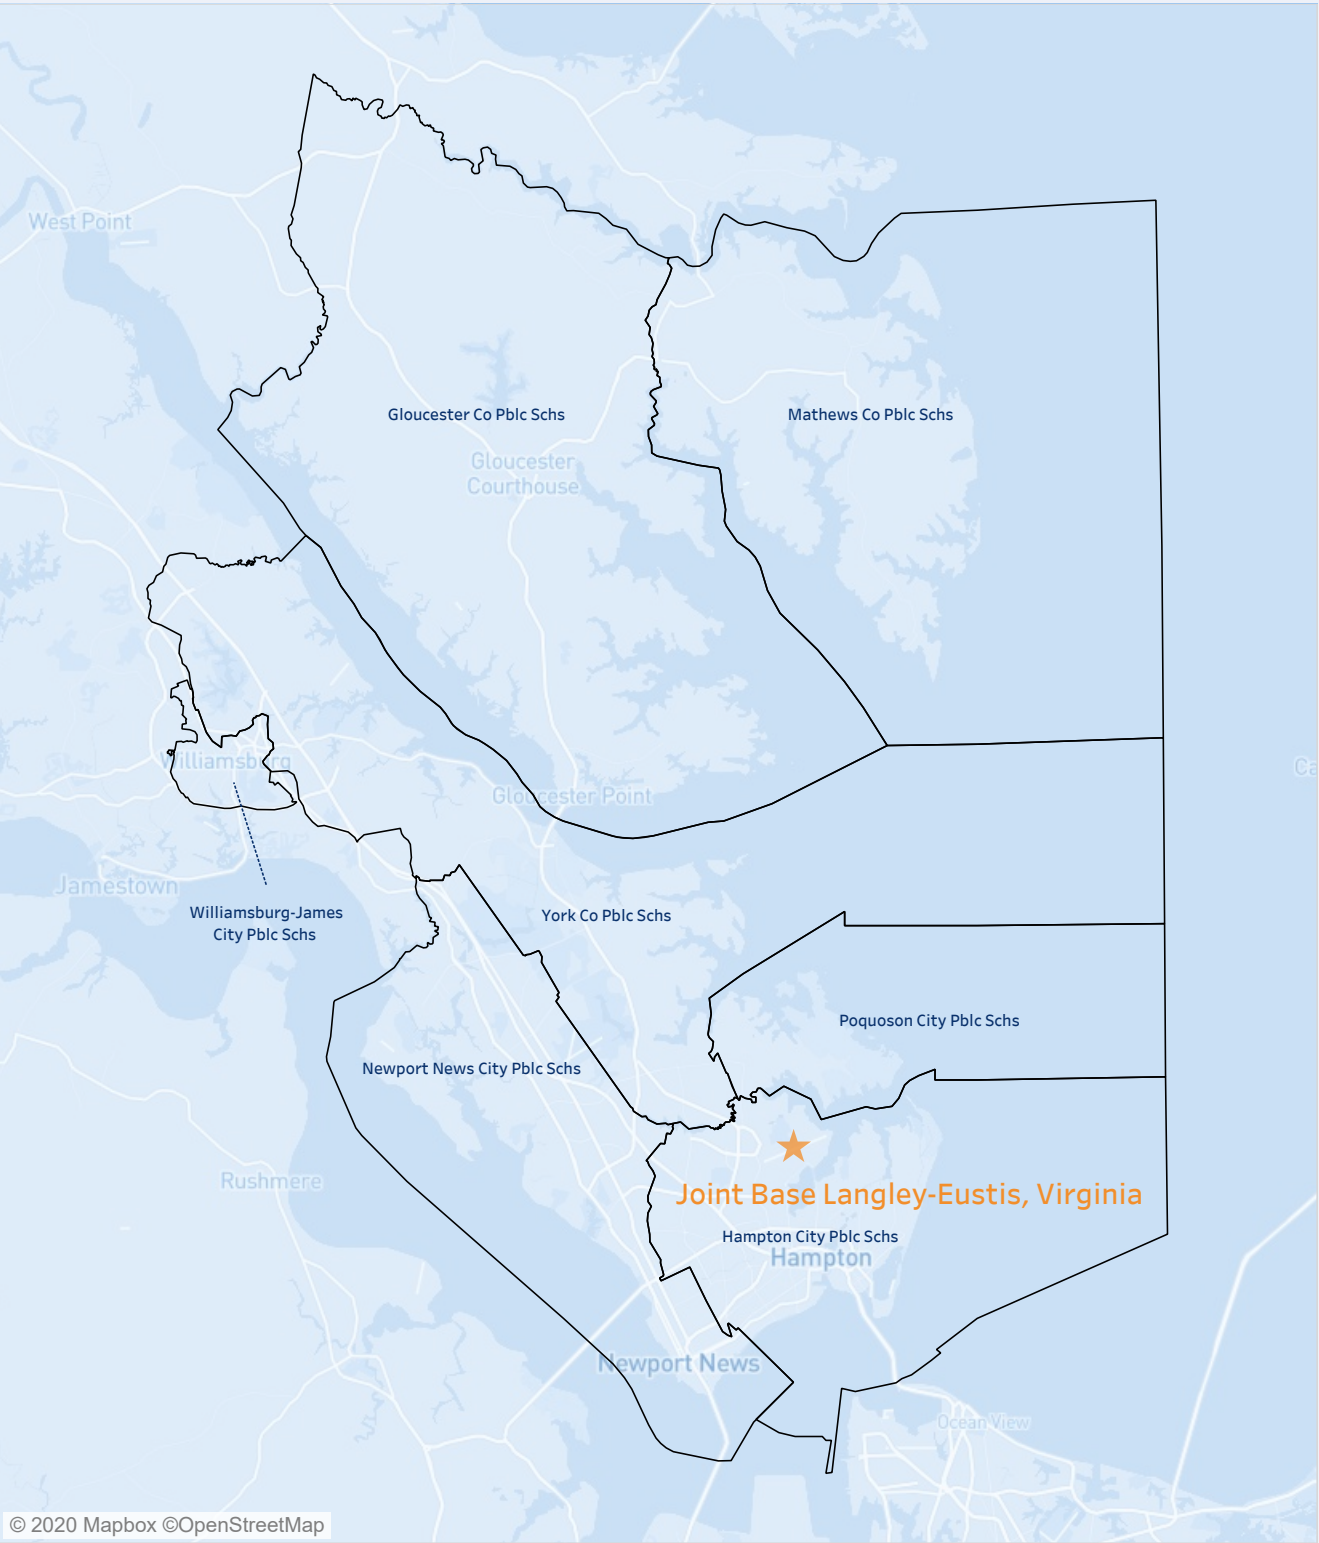 West Point
Gloucester Co Pblc Schs
Mathews Co Pblc Schs
Gloucester
Courthouse
Williamsburg
Gloucester Point
Jamestown
Williamsburg-James
City Pblc Schs
York Co Pblc Schs
Poquoson City Pblc Schs
Newport News City Pblc Schs
Rushmere
Joint Base Langley-Eustis, Virginia
Hampton City Pblc Schs
Hampton
Newport News
Ocean View
© 2020 Mapbox ©OpenStreetMap